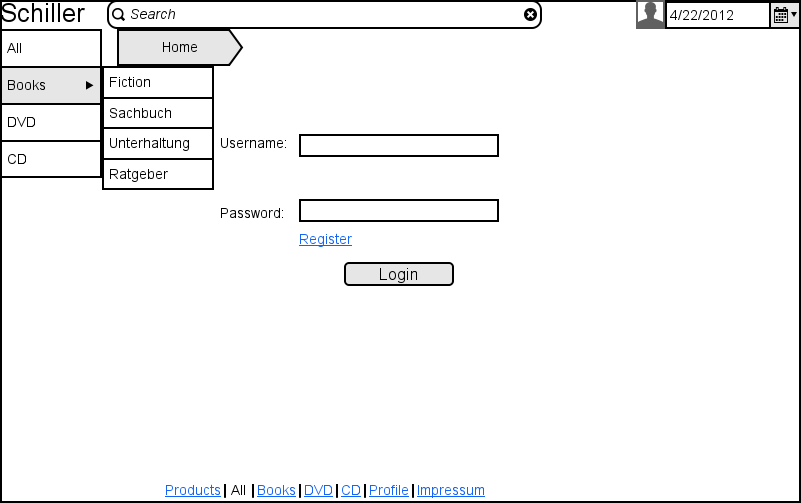 Schiller
Search
4/22/2012
All
Home
Books
Fiction
Sachbuch
DVD
Unterhaltung
CD
Ratgeber
Username:
Password:
Register
Login
Products | All | Books | DVD | CD | Profile | Impressum